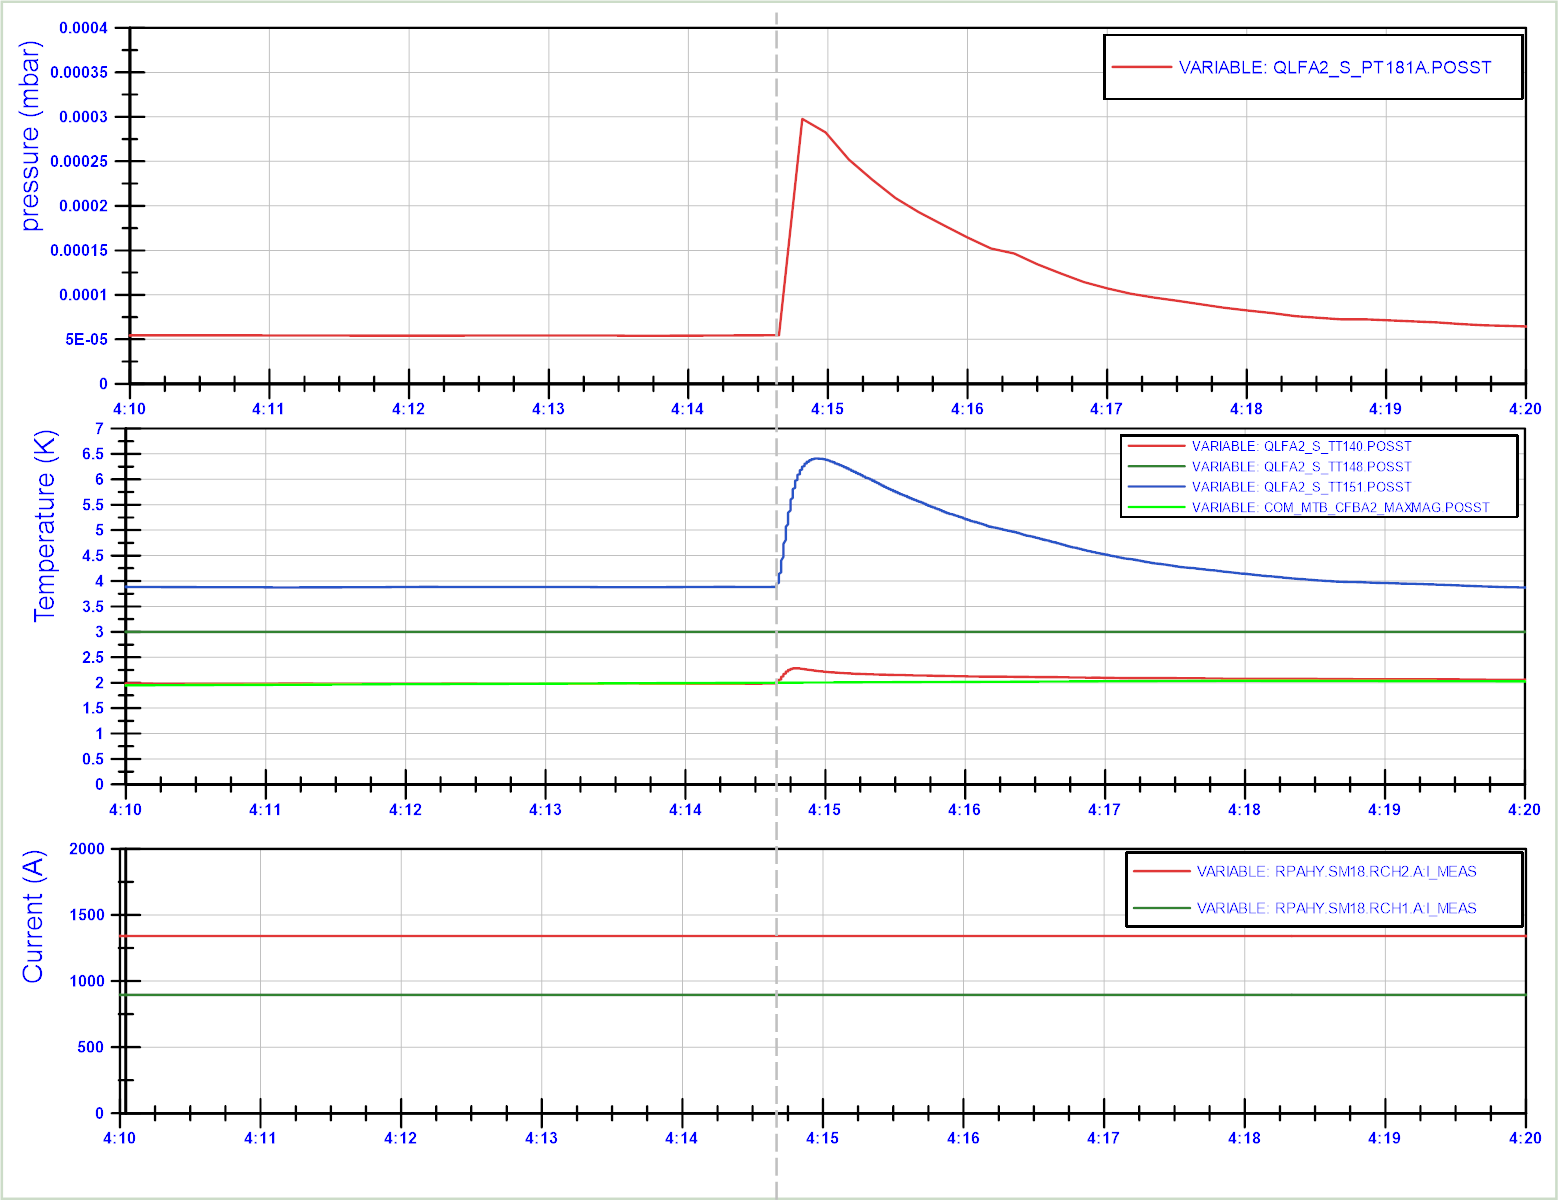 pressure (mbar)
0.0004
0.00035
0.0003
0.00025
0.0002
0.00015
0.0001
5E-05
0
VARIABLE: QLFA2_S_PT181A.POSST
4:10 4:11 4:12 4:13 4:14 4:15 4:16 4:17 4:18 4:19 4:20
Temperature (K)
7
6.5
6
5.5
5
4.5
4
3.5
3
2.5
2
1.5
1
0.5
0
VARIABLE: QLFA2_S_TT140.POSST
VARIABLE: QLFA2_S_TT148.POSST
VARIABLE: QLFA2_S_TT151.POSST
VARIABLE: COM_MTB_CFBA2_MAXMAG.POSST
4:10 4:11 4:12 4:13 4:14 4:15 4:16 4:17 4:18 4:19 4:20
Current (A)
2000
1500
1000
500
0
VARIABLE: RPAHY.SM18.RCH2.A:I_MEAS
VARIABLE: RPAHY.SM18.RCH1.A:I_MEAS
4:10 4:11 4:12 4:13 4:14 4:15 4:16 4:17 4:18 4:19 4:20